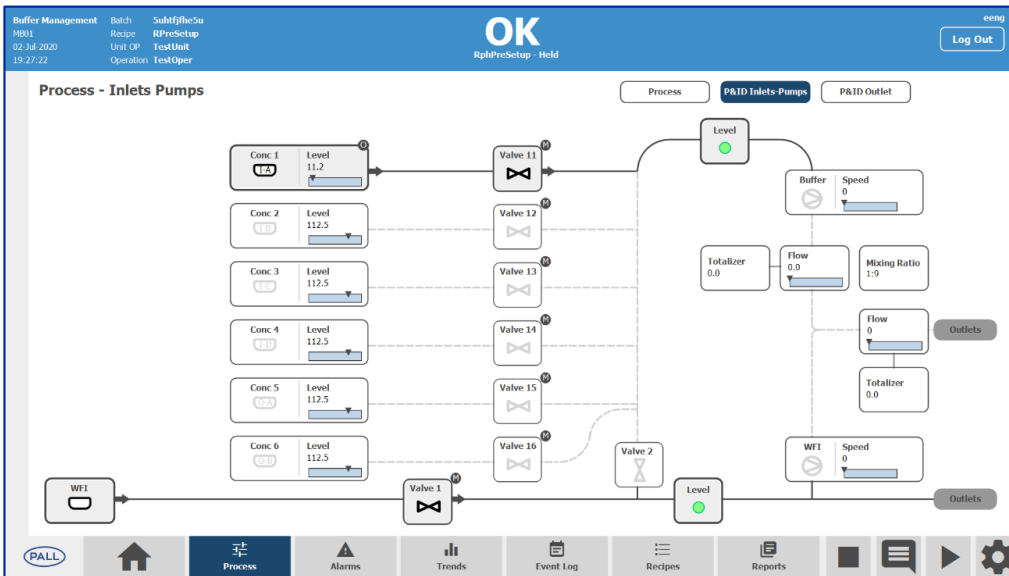 Buffer Management
MB01
02-Jul-2020
19:27:22
Batch 5uhtfjfhe5u
Recipe RPreSetup
Unit OP TestUnit
Operation TestOper
OK
RphPreSetup - Held
eeng
Log Out
Process - Inlets Pumps
Process
P&ID Inlets-Pumps
P&ID Outlet
Conc 1
I-A
Level
11.2
O
Valve 11
M
Level
Buffer
Speed
0
Conc 2
I-B
Level
112.5
Valve 12
M
Conc 3
I-C
Level
112.5
Valve 13
M
Totalizer
0.0
Flow
0.0
Mixing Ratio
1:9
Conc 4
I-D
Level
112.5
Valve 14
M
Flow
0
Outlets
Conc 5
O-A
Level
112.5
Valve 15
M
Totalizer
0.0
Conc 6
O-B
Level
112.5
Valve 16
M
Valve 2
WFI
Speed
0
WFI
Valve 1
M
Level
Outlets
PALL
Process
Alarms
Trends
Event Log
Recipes
Reports